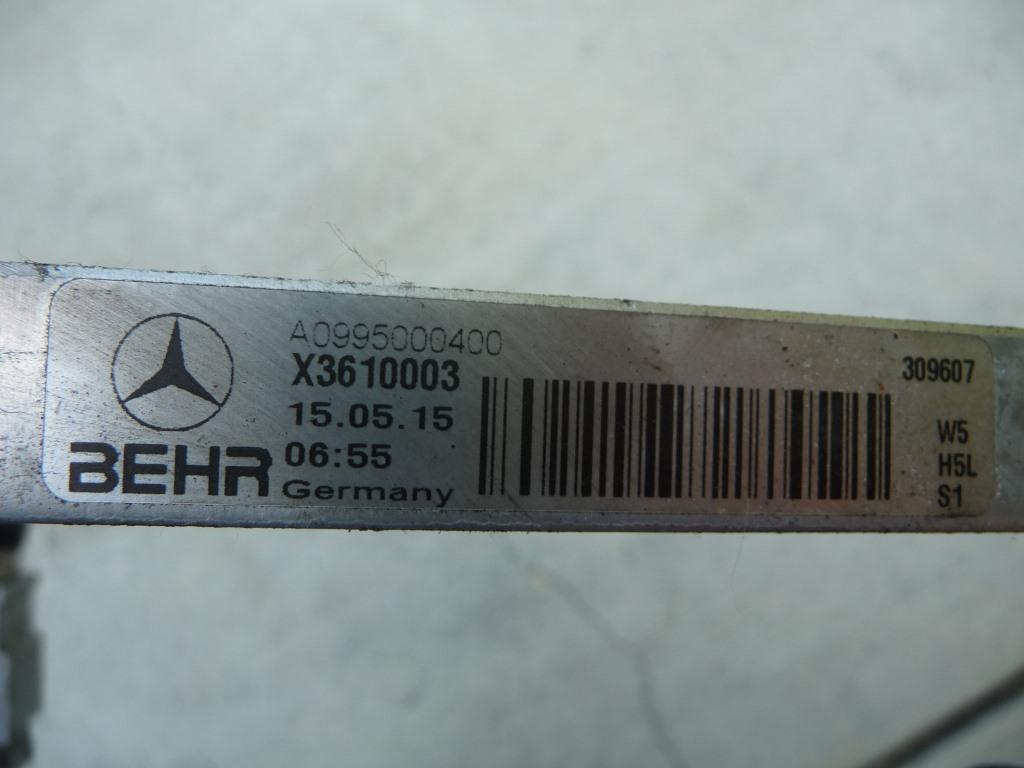 A0995000400
X3610003
15.05.15
06:55
BEHR
Germany
309607
W5
H5L
S1